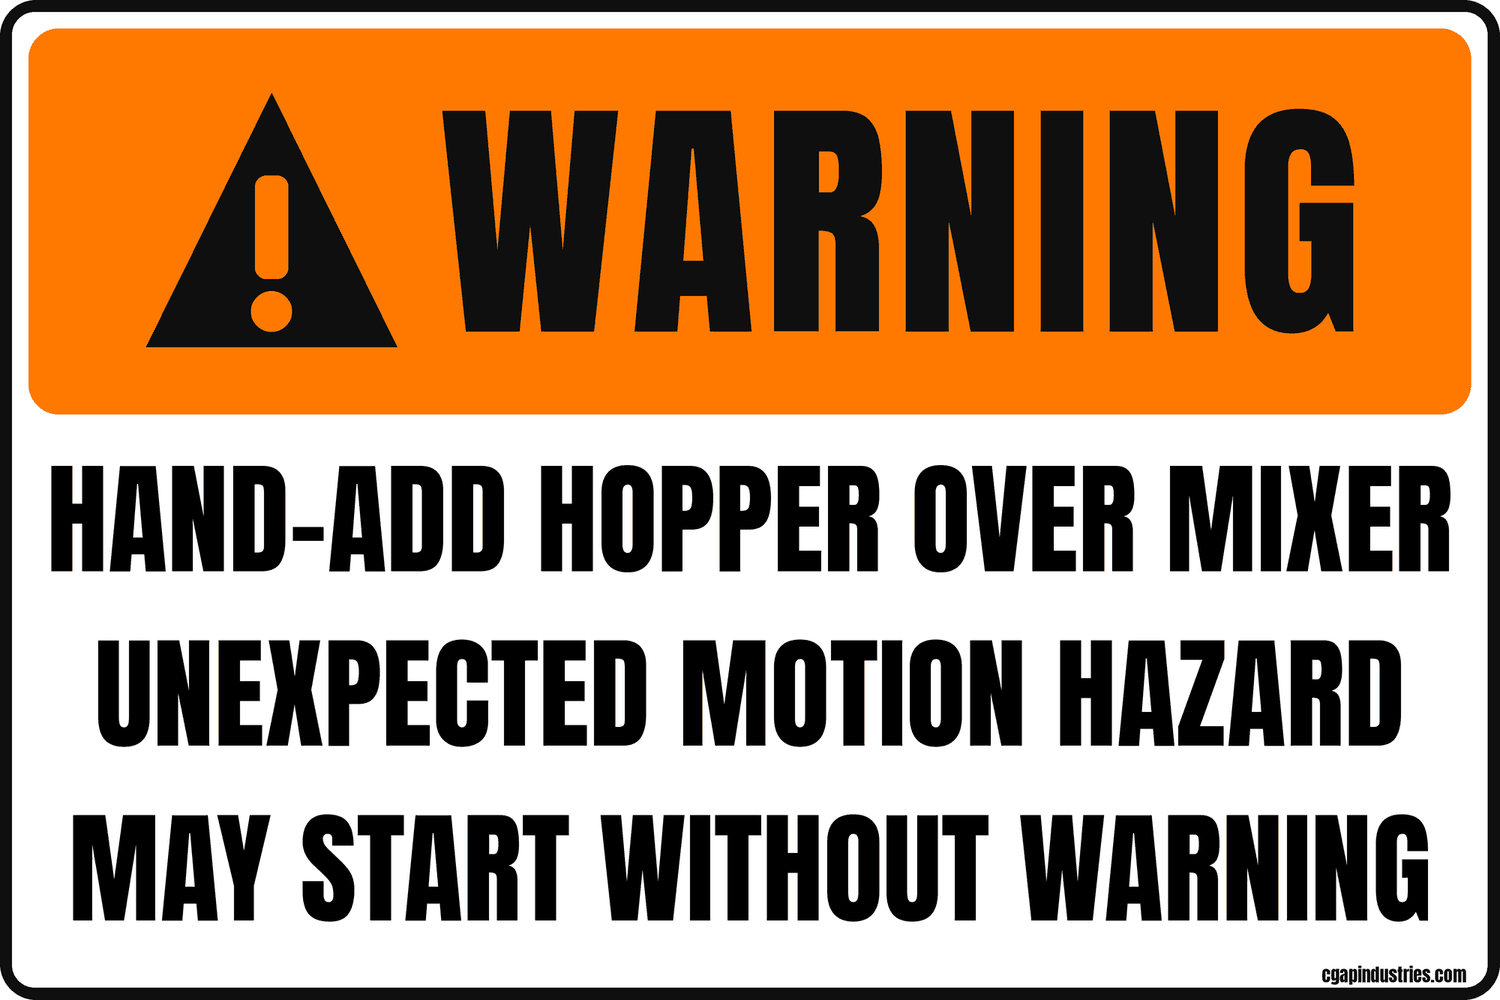 WARNING
HAND-ADD HOPPER OVER MIXER
UNEXPECTED MOTION HAZARD
MAY START WITHOUT WARNING
cgapindustries.com